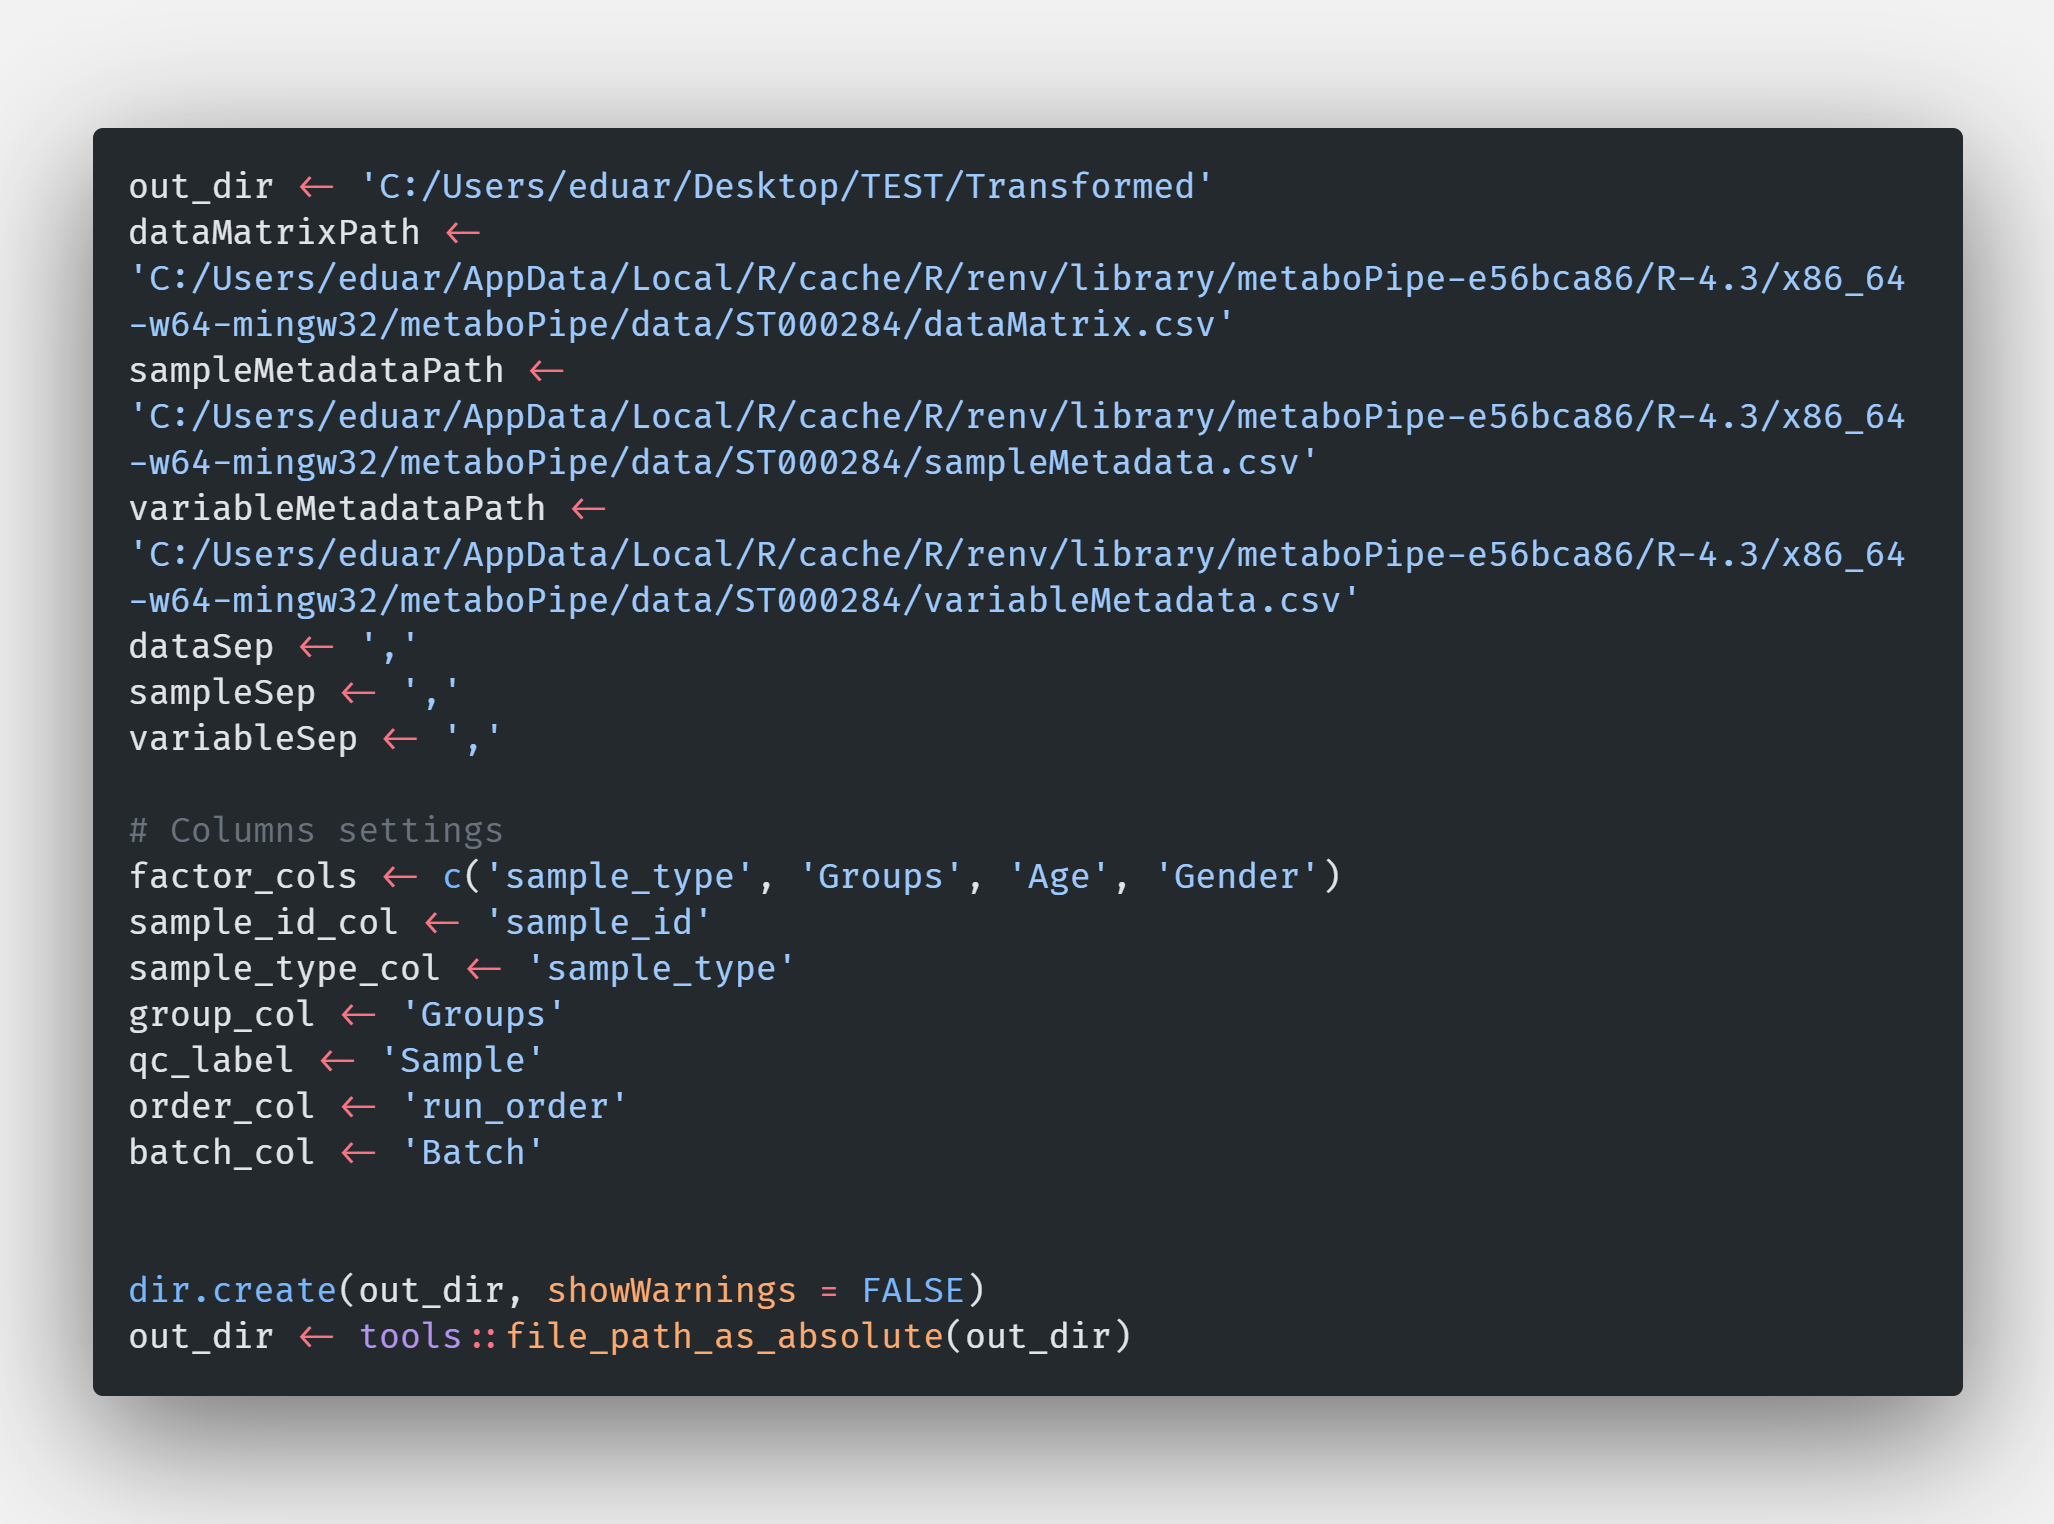 out_dir <- 'C:/Users/eduar/Desktop/TEST/Transformed'
dataMatrixPath <-
'C:/Users/eduar/AppData/Local/R/cache/R/renv/library/metaboPipe-e56bca86/R-4.3/x86_64
-w64-mingw32/metaboPipe/data/ST000284/dataMatrix.csv'
sampleMetadataPath <-
'C:/Users/eduar/AppData/Local/R/cache/R/renv/library/metaboPipe-e56bca86/R-4.3/x86_64
-w64-mingw32/metaboPipe/data/ST000284/sampleMetadata.csv'
variableMetadataPath <-
'C:/Users/eduar/AppData/Local/R/cache/R/renv/library/metaboPipe-e56bca86/R-4.3/x86_64
-w64-mingw32/metaboPipe/data/ST000284/variableMetadata.csv'
dataSep <- ','
sampleSep <- ','
variableSep <- ','
# Columns settings
factor_cols <- c('sample_type', 'Groups', 'Age', 'Gender')
sample_id_col <- 'sample_id'
sample_type_col <- 'sample_type'
group_col <- 'Groups'
qc_label <- 'Sample'
order_col <- 'run_order'
batch_col <- 'Batch'
dir.create(out_dir, showWarnings = FALSE)
out_dir <- tools::file_path_as_absolute(out_dir)